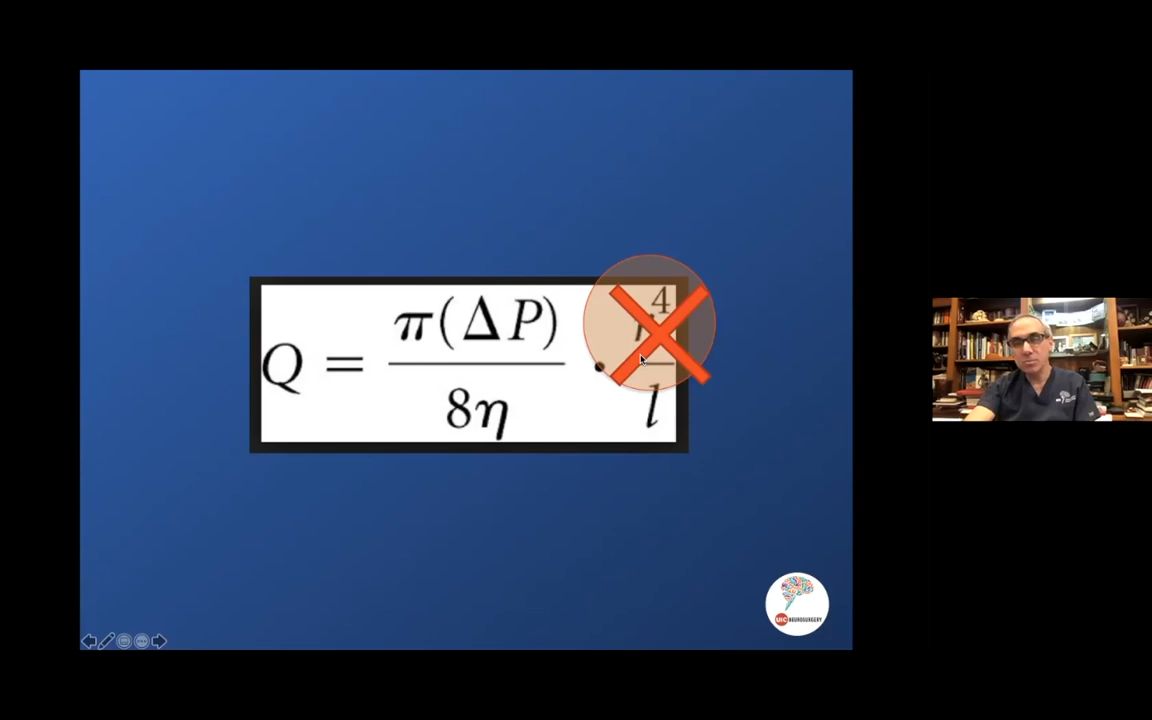 Q = π(ΔP) / 8η · r⁴ / l
UIC NEUROSURGERY